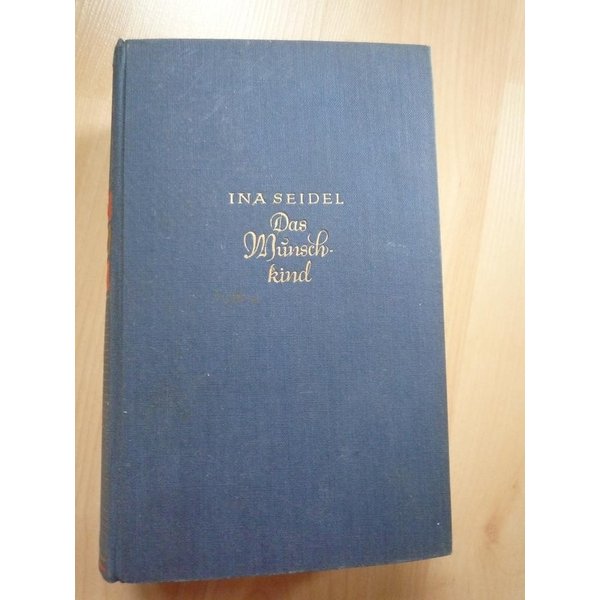 INA SEIDEL
Das
Wunsch-
kind